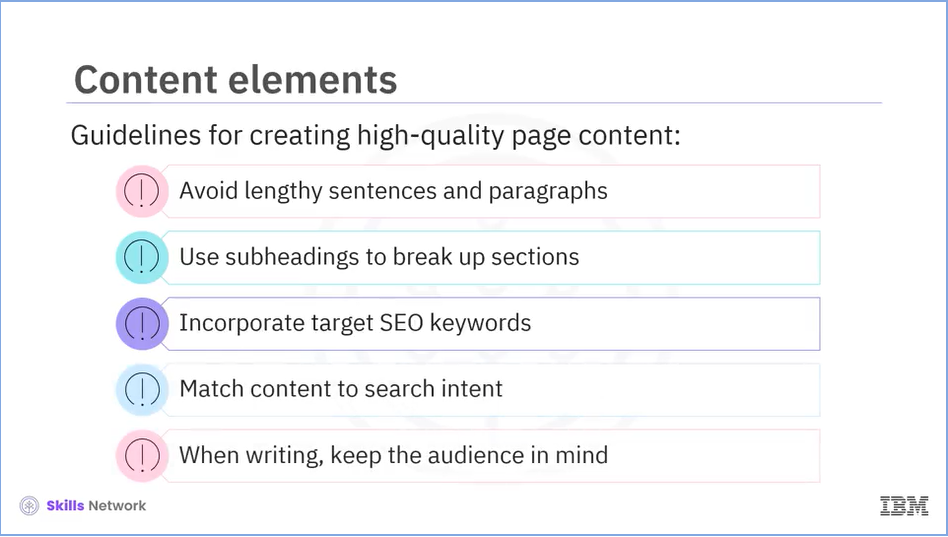 Content elements
Guidelines for creating high-quality page content:
Avoid lengthy sentences and paragraphs
Use subheadings to break up sections
Incorporate target SEO keywords
Match content to search intent
When writing, keep the audience in mind
Skills Network
IBM